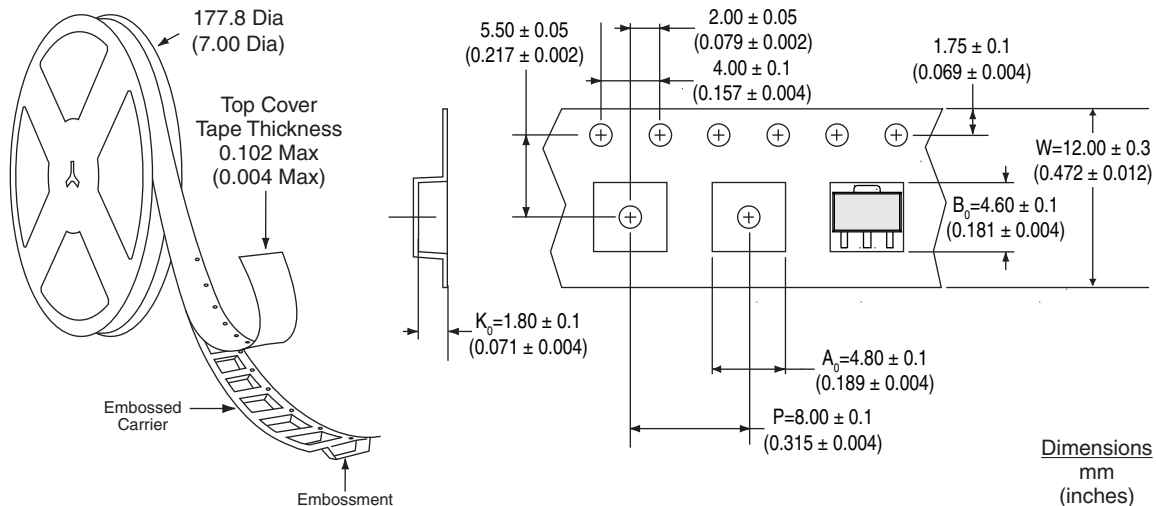 177.8 Dia
(7.00 Dia)
Top Cover
Tape Thickness
0.102 Max
(0.004 Max)
Embossed
Carrier
Embossment
5.50 ± 0.05
(0.217 ± 0.002)
2.00 ± 0.05
(0.079 ± 0.002)
4.00 ± 0.1
(0.157 ± 0.004)
1.75 ± 0.1
(0.069 ± 0.004)
W=12.00 ± 0.3
(0.472 ± 0.012)
B₀=4.60 ± 0.1
(0.181 ± 0.004)
K₀=1.80 ± 0.1
(0.071 ± 0.004)
A₀=4.80 ± 0.1
(0.189 ± 0.004)
P=8.00 ± 0.1
(0.315 ± 0.004)
Dimensions
mm
(inches)